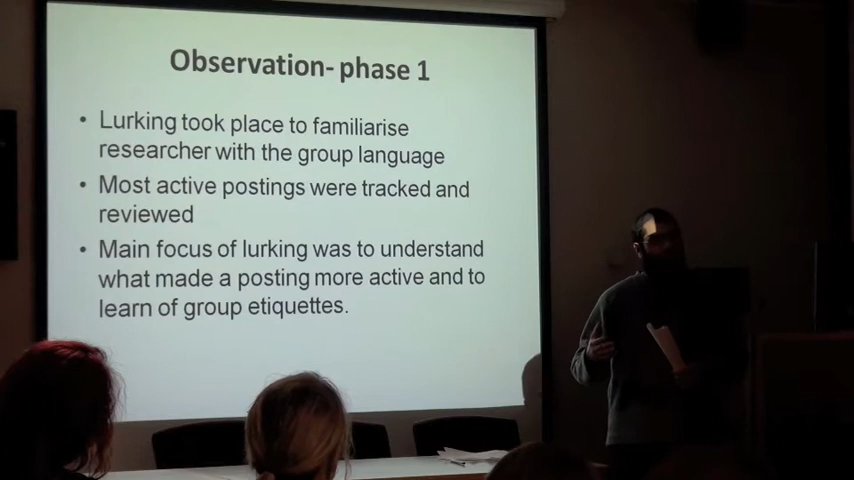 Observation- phase 1
• Lurking took place to familiarise
researcher with the group language
• Most active postings were tracked and
reviewed
• Main focus of lurking was to understand
what made a posting more active and to
learn of group etiquettes.